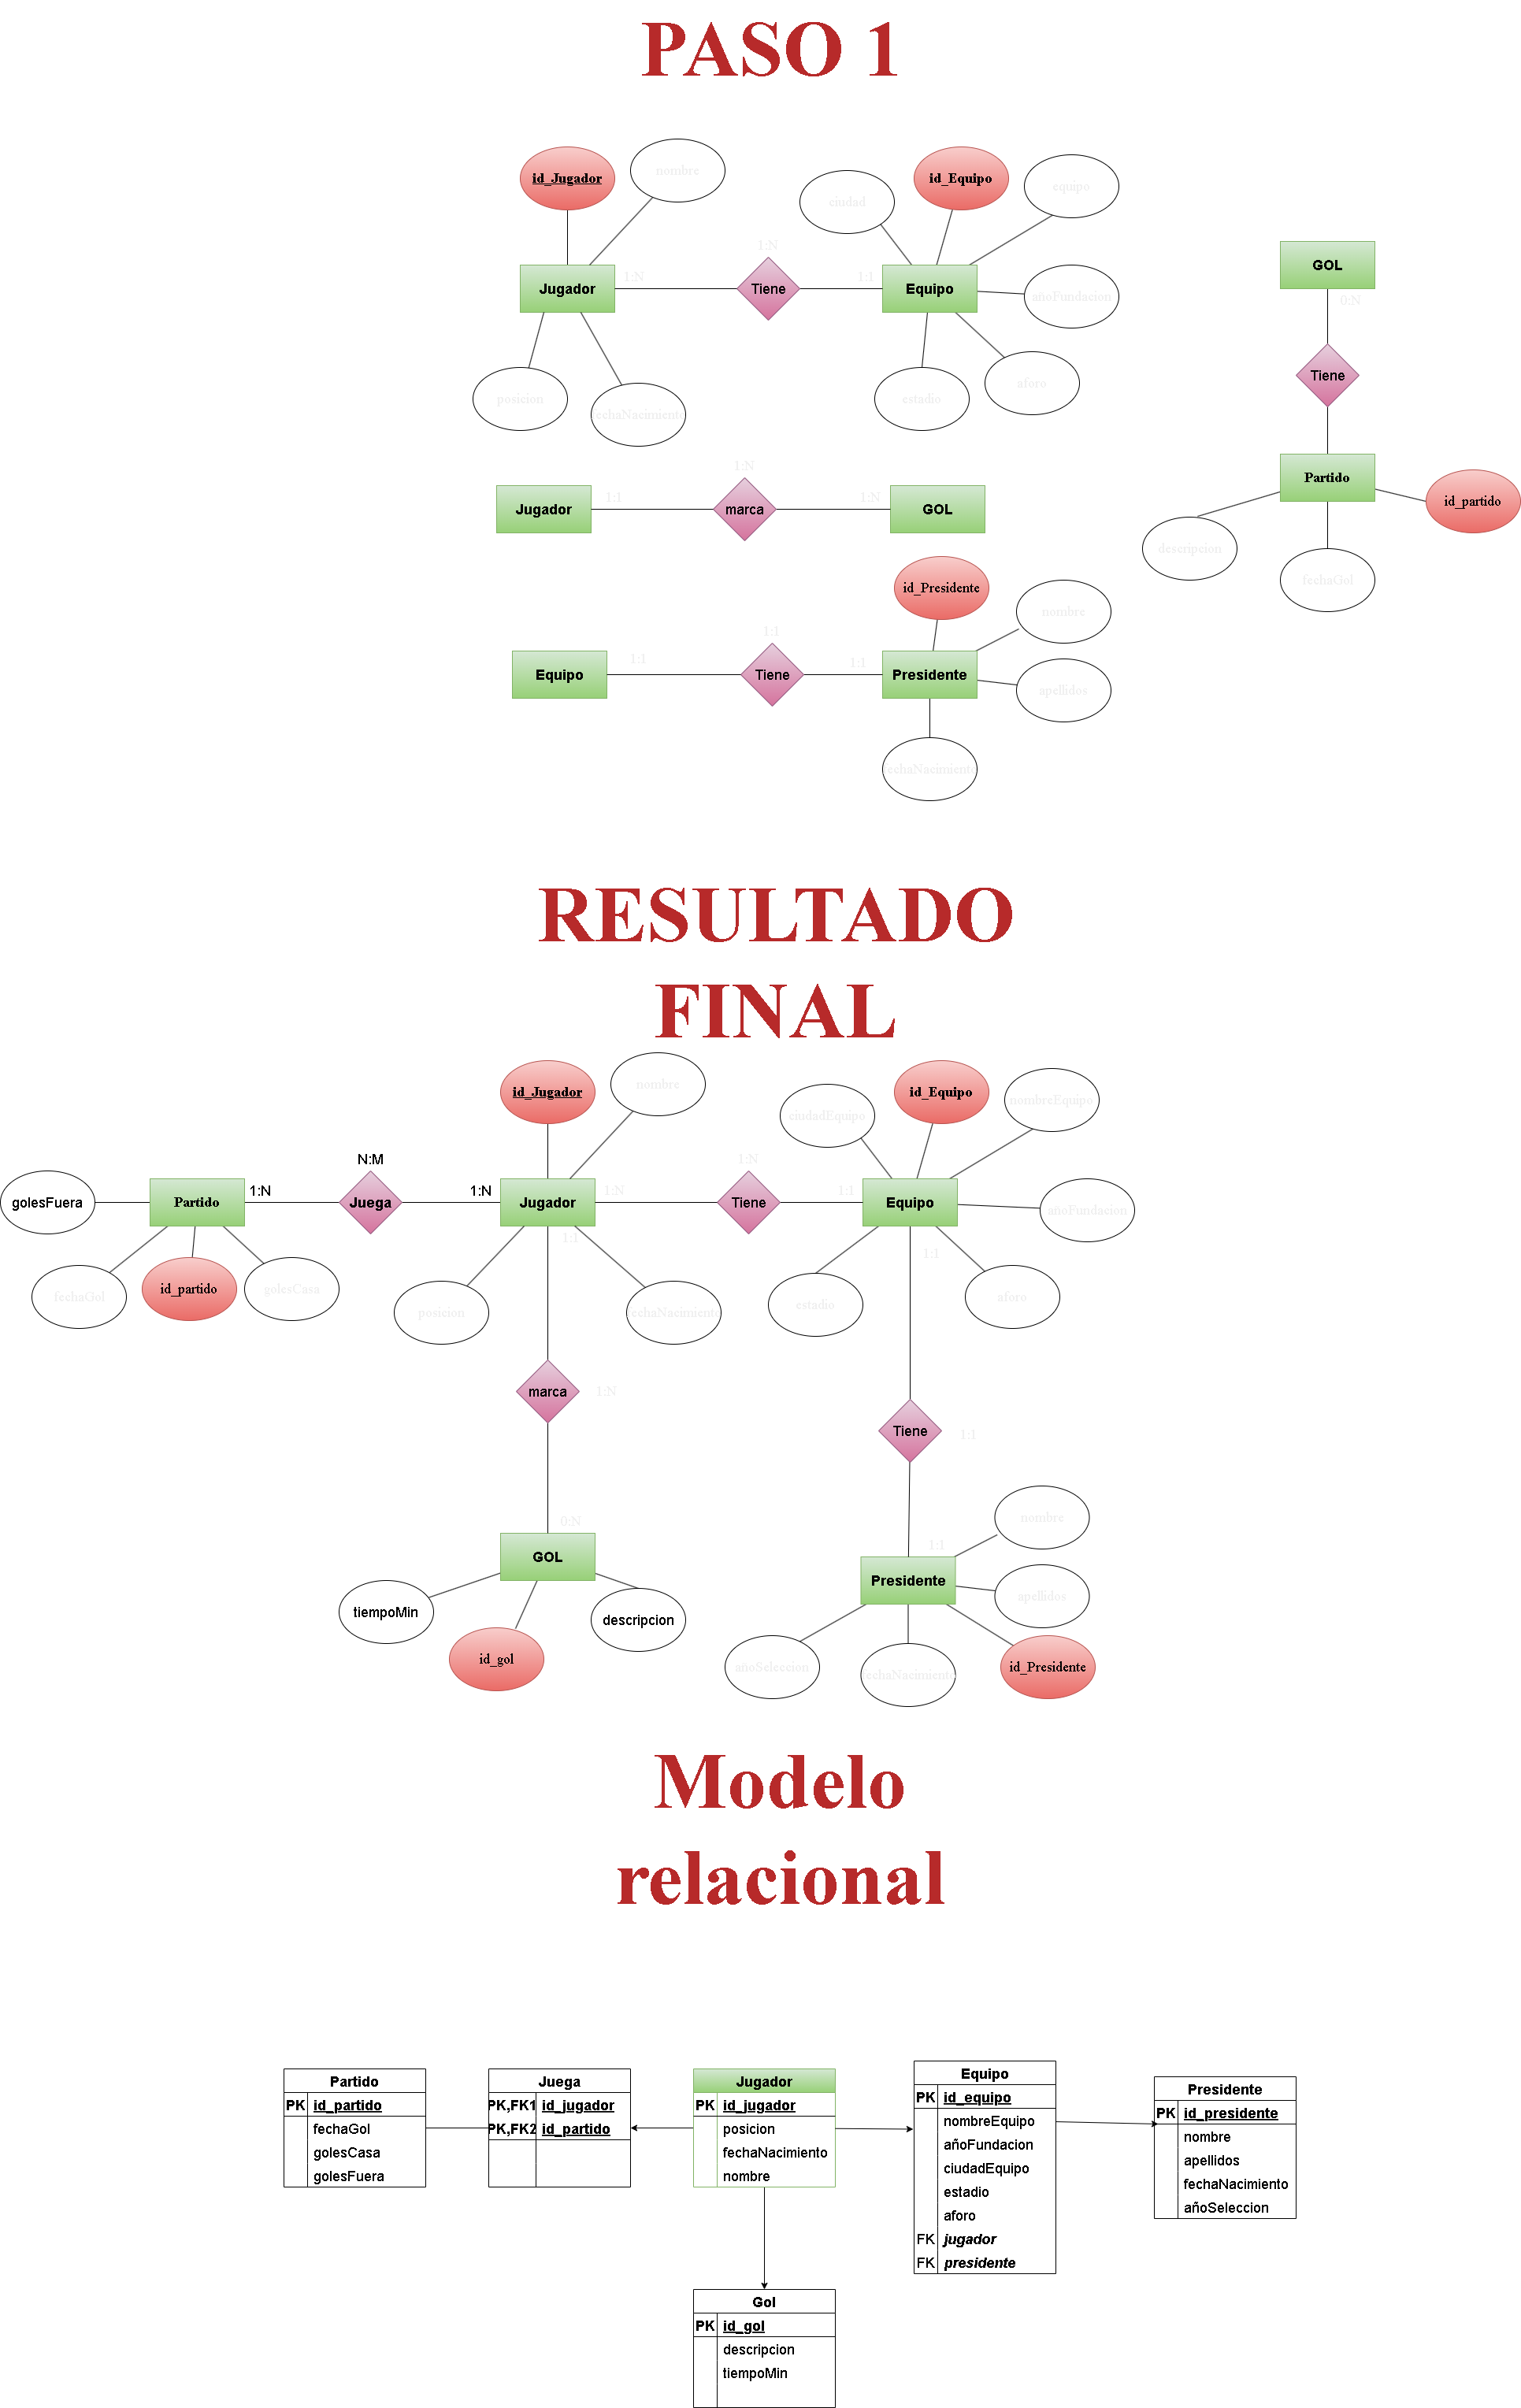 PASO 1
id_Jugador
nombre
ciudad
id_Equipo
equipo
Jugador
1:N
1:N
Tiene
1:1
Equipo
añoFundacion
GOL
0:N
posicion
fechaNacimiento
estadio
aforo
Tiene
Jugador
1:1
1:N
marca
1:N
GOL
Partido
id_partido
descripcion
fechaGol
id_Presidente
nombre
Equipo
1:1
1:1
Tiene
1:1
Presidente
apellidos
fechaNacimiento
RESULTADO
FINAL
id_Jugador
nombre
ciudadEquipo
id_Equipo
nombreEquipo
golesFuera
Partido
1:N
N:M
Juega
1:N
Jugador
1:N
1:N
Tiene
1:1
Equipo
añoFundacion
fechaGol
id_partido
golesCasa
1:1
1:1
posicion
fechaNacimiento
estadio
aforo
marca
1:N
Tiene
1:1
0:N
GOL
tiempoMin
id_gol
descripcion
1:1
Presidente
nombre
apellidos
añoSeleccion
fechaNacimiento
id_Presidente
Modelo
relacional
Partido
PK id_partido
fechaGol
golesCasa
golesFuera
Juega
PK,FK1 id_jugador
PK,FK2 id_partido
Jugador
PK id_jugador
posicion
fechaNacimiento
nombre
Equipo
PK id_equipo
nombreEquipo
añoFundacion
ciudadEquipo
estadio
aforo
FK jugador
FK presidente
Presidente
PK id_presidente
nombre
apellidos
fechaNacimiento
añoSeleccion
Gol
PK id_gol
descripcion
tiempoMin